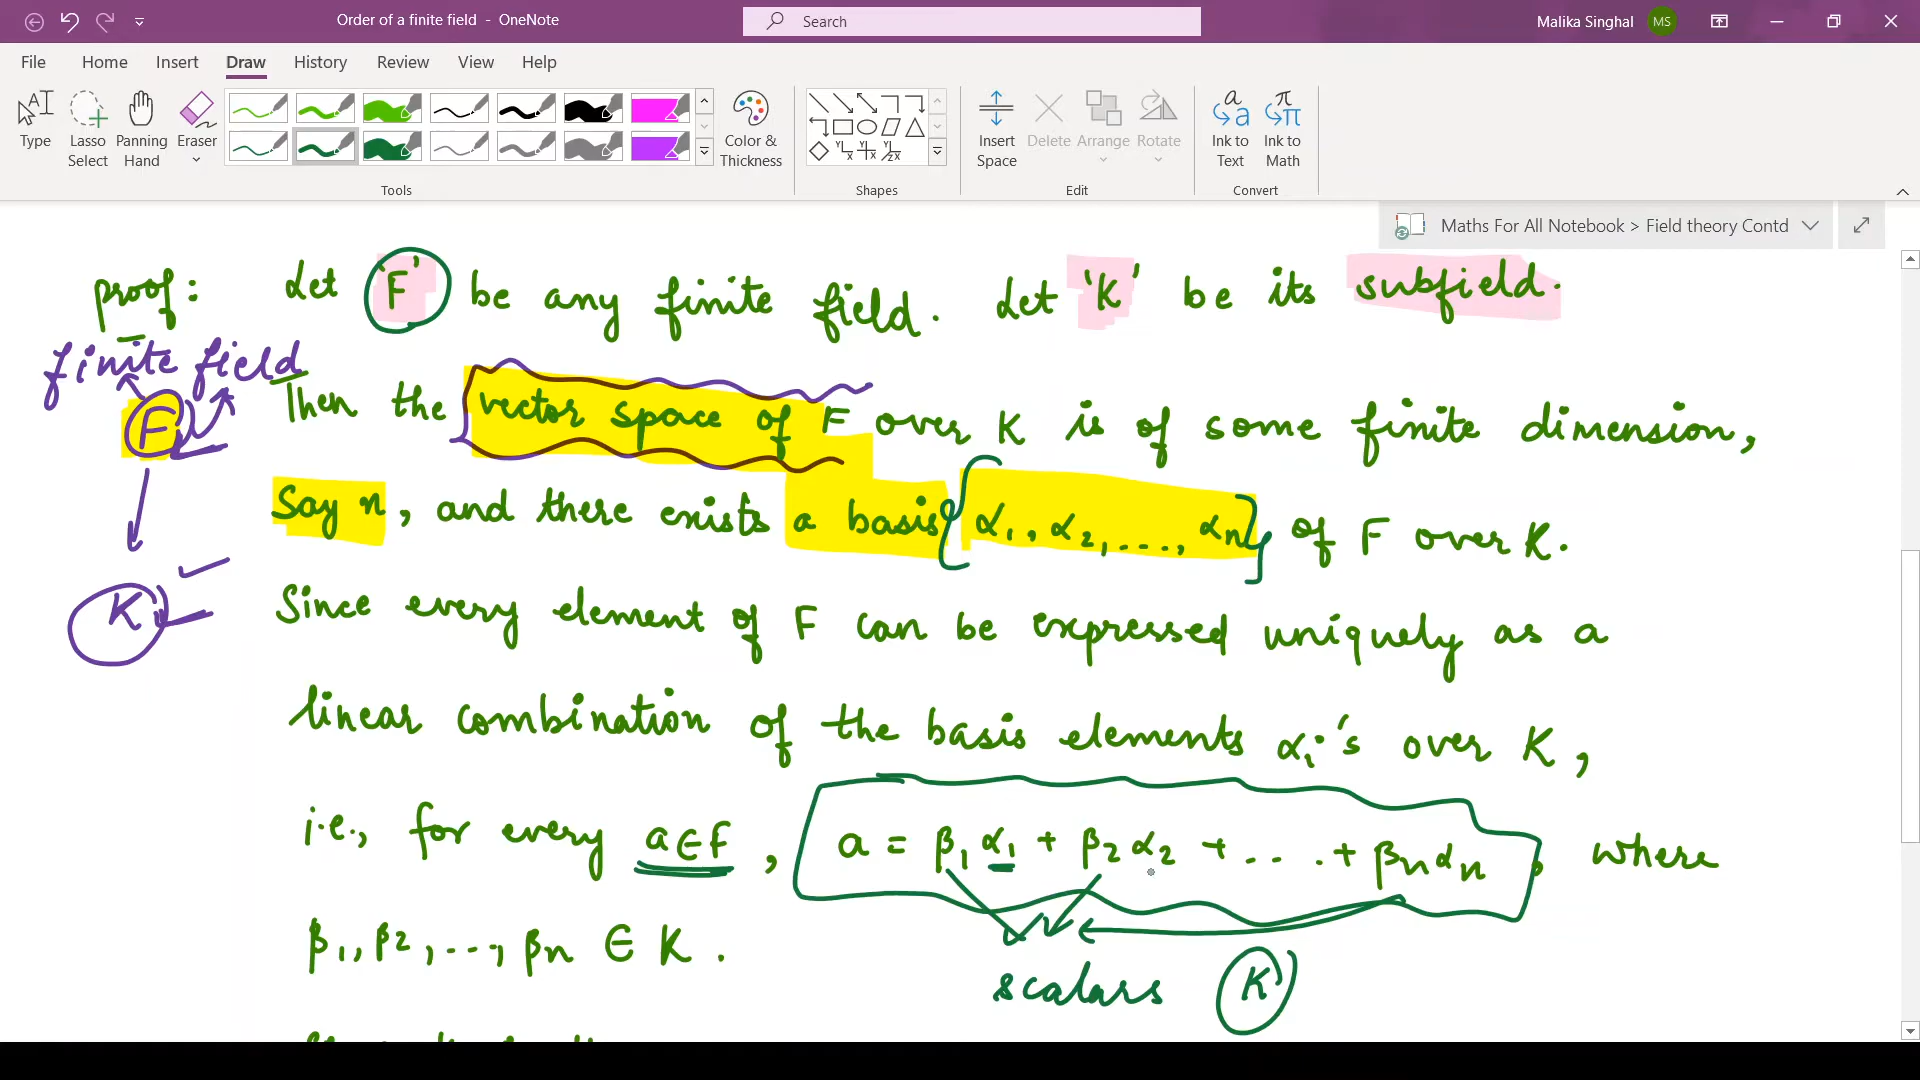 Order of a finite field - OneNote
Search
Malika Singhal MS
File Home Insert Draw History Review View Help
Type
Lasso Select
Panning Hand
Eraser
Color & Thickness
Insert Space
Delete Arrange Rotate
Ink to Text
Ink to Math
Tools Shapes Edit Convert
Maths For All Notebook > Field theory Contd
proof: Let 'F' be any finite field. Let 'K' be its subfield.
finite field
F
K
Then the vector space of F over K is of some finite dimension,
Say n, and there exists a basis {α1, α2, ...., αn} of F over K.
Since every element of F can be expressed uniquely as a
linear combination of the basis elements αi's over K,
i.e., for every a∈F, a = β1α1 + β2α2 + .... + βnαn, where
β1, β2, ..., βn ∈ K.
scalars K